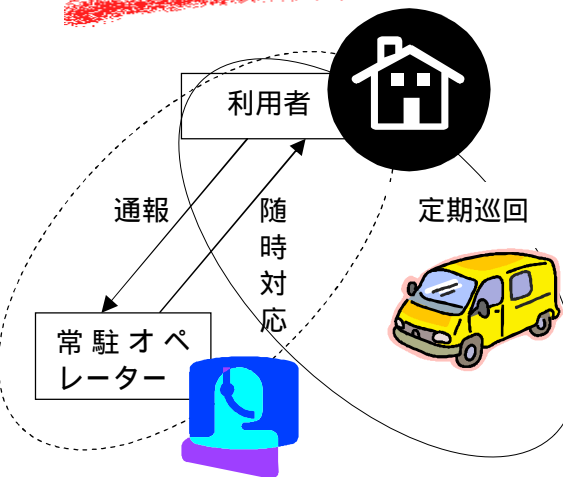 利用者
通報
随時対応
定期巡回
常駐オペ
レーター